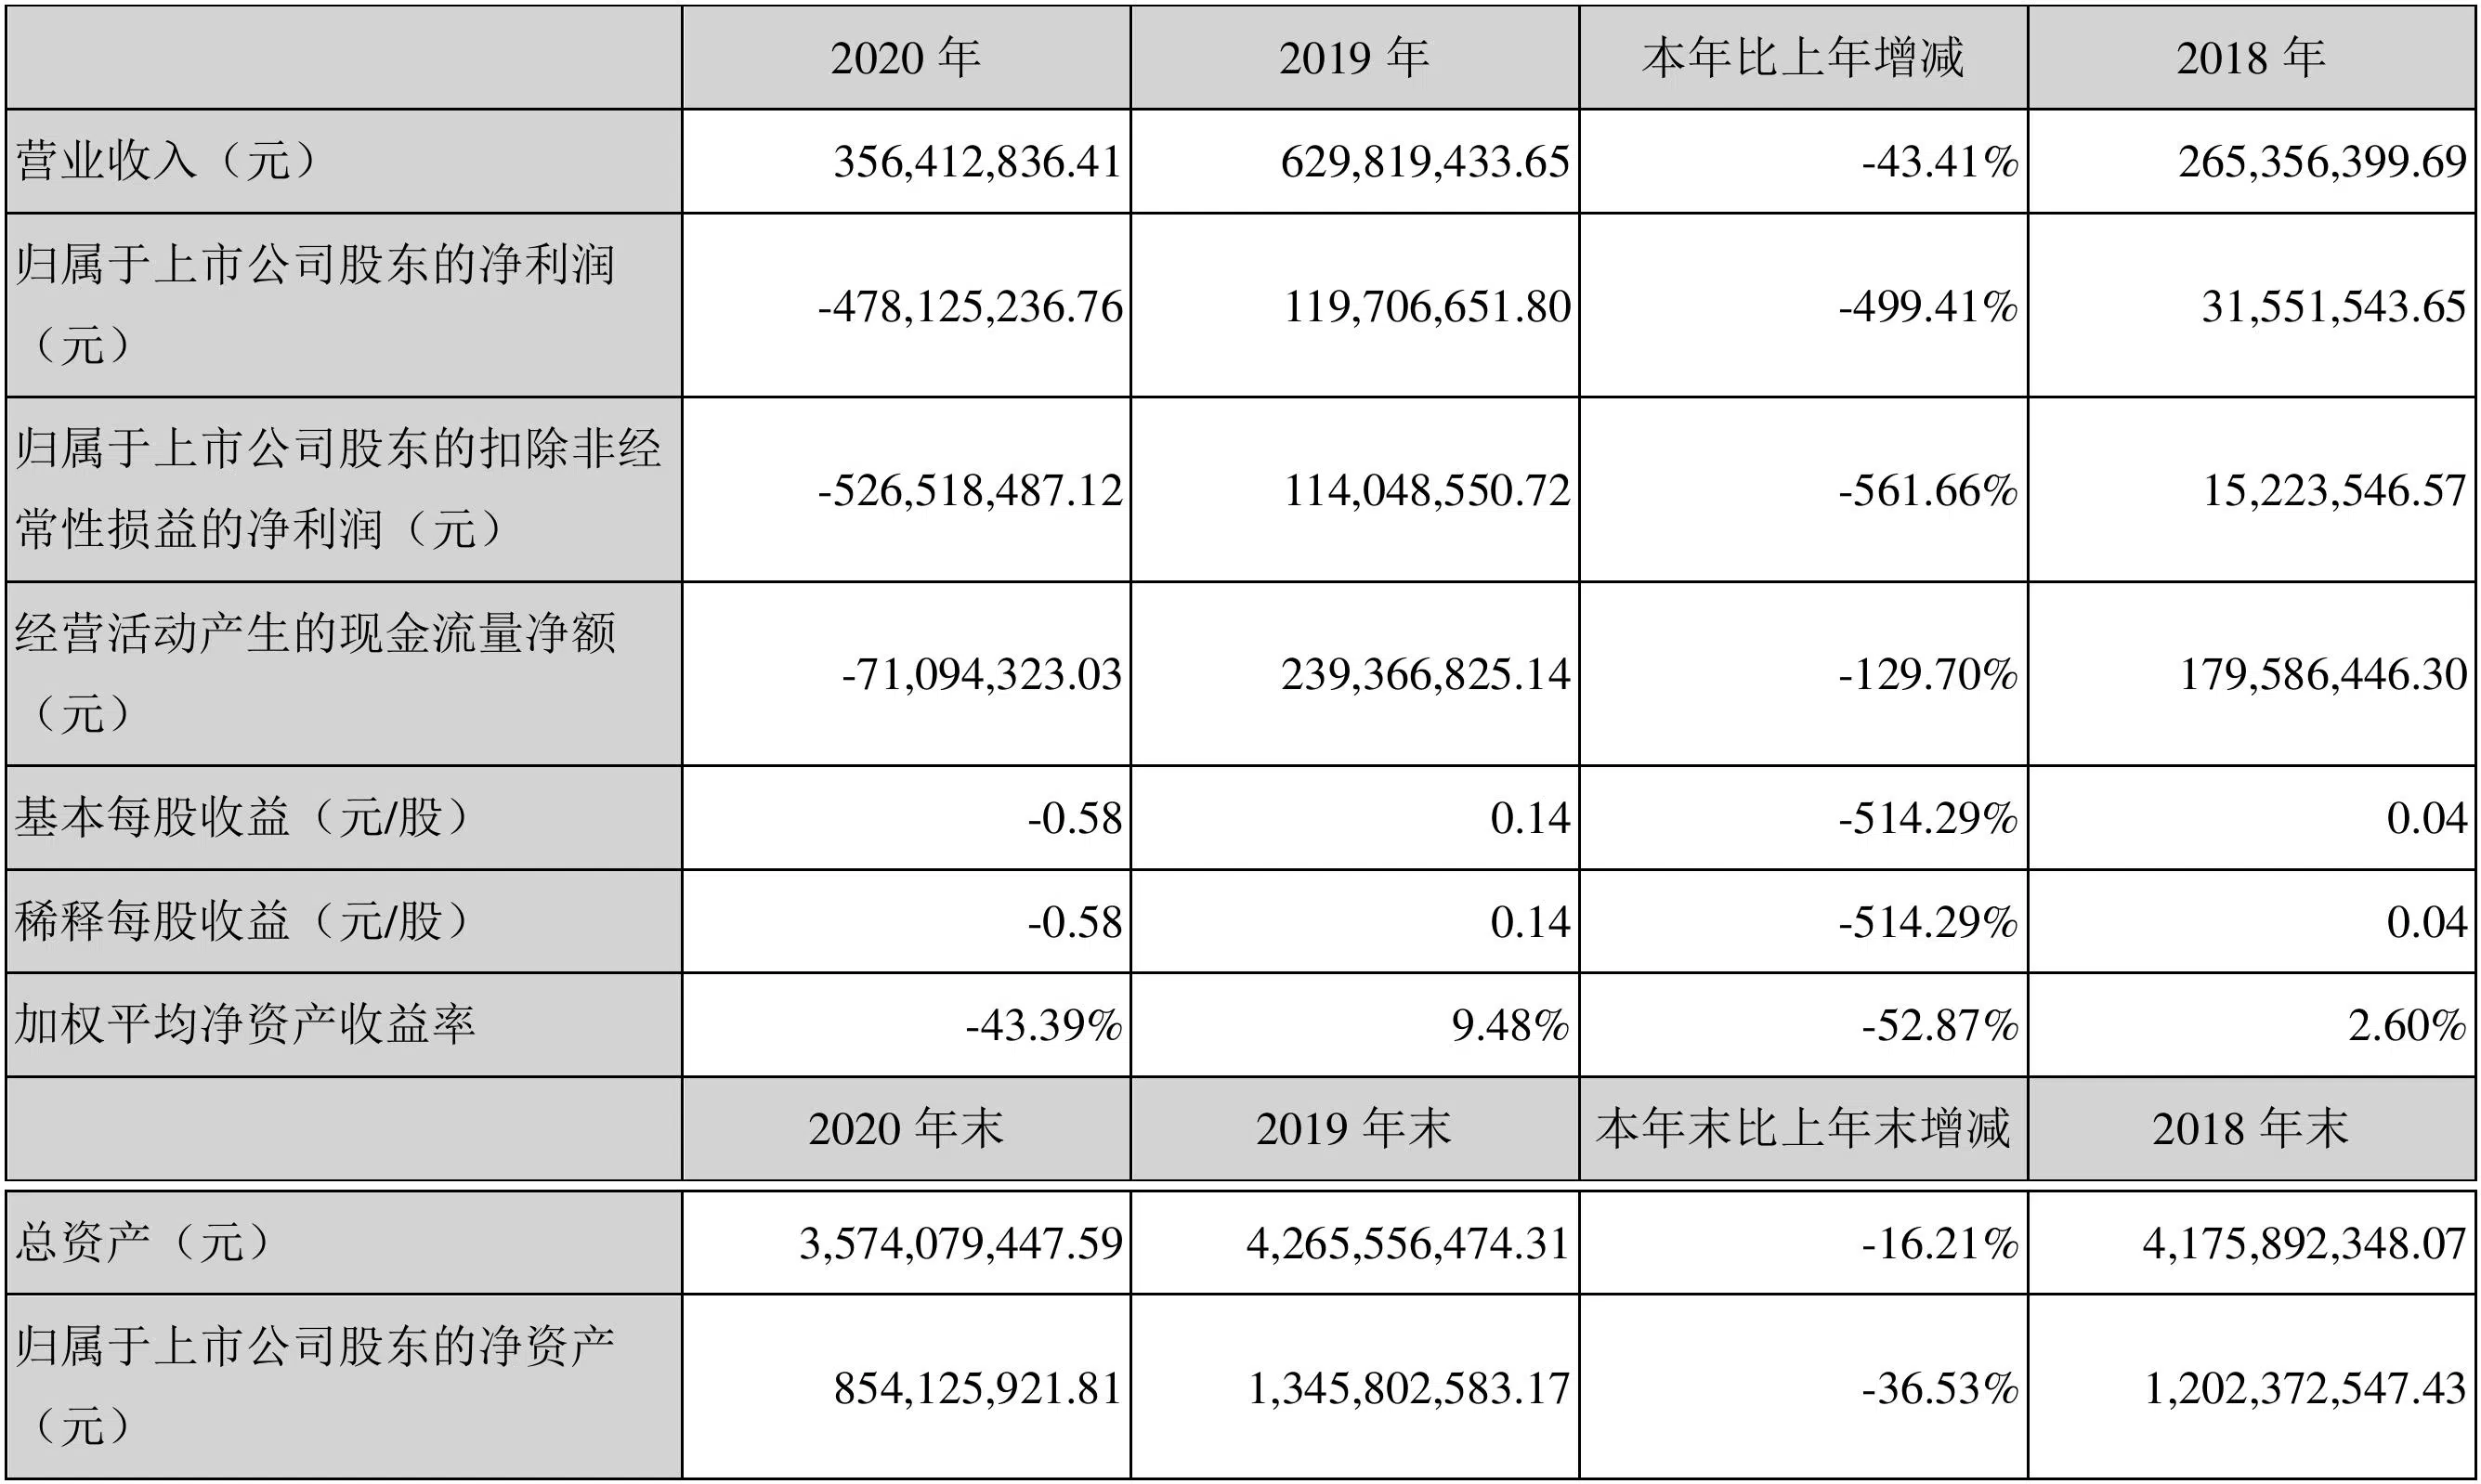 2020 年 2019 年 本年比上年增减 2018 年
营业收入（元） 356,412,836.41 629,819,433.65 -43.41% 265,356,399.69
归属于上市公司股东的净利润
（元） -478,125,236.76 119,706,651.80 -499.41% 31,551,543.65
归属于上市公司股东的扣除非经
常性损益的净利润（元） -526,518,487.12 114,048,550.72 -561.66% 15,223,546.57
经营活动产生的现金流量净额
（元） -71,094,323.03 239,366,825.14 -129.70% 179,586,446.30
基本每股收益（元/股） -0.58 0.14 -514.29% 0.04
稀释每股收益（元/股） -0.58 0.14 -514.29% 0.04
加权平均净资产收益率 -43.39% 9.48% -52.87% 2.60%
2020 年末 2019 年末 本年末比上年末增减 2018 年末
总资产（元） 3,574,079,447.59 4,265,556,474.31 -16.21% 4,175,892,348.07
归属于上市公司股东的净资产
（元） 854,125,921.81 1,345,802,583.17 -36.53% 1,202,372,547.43